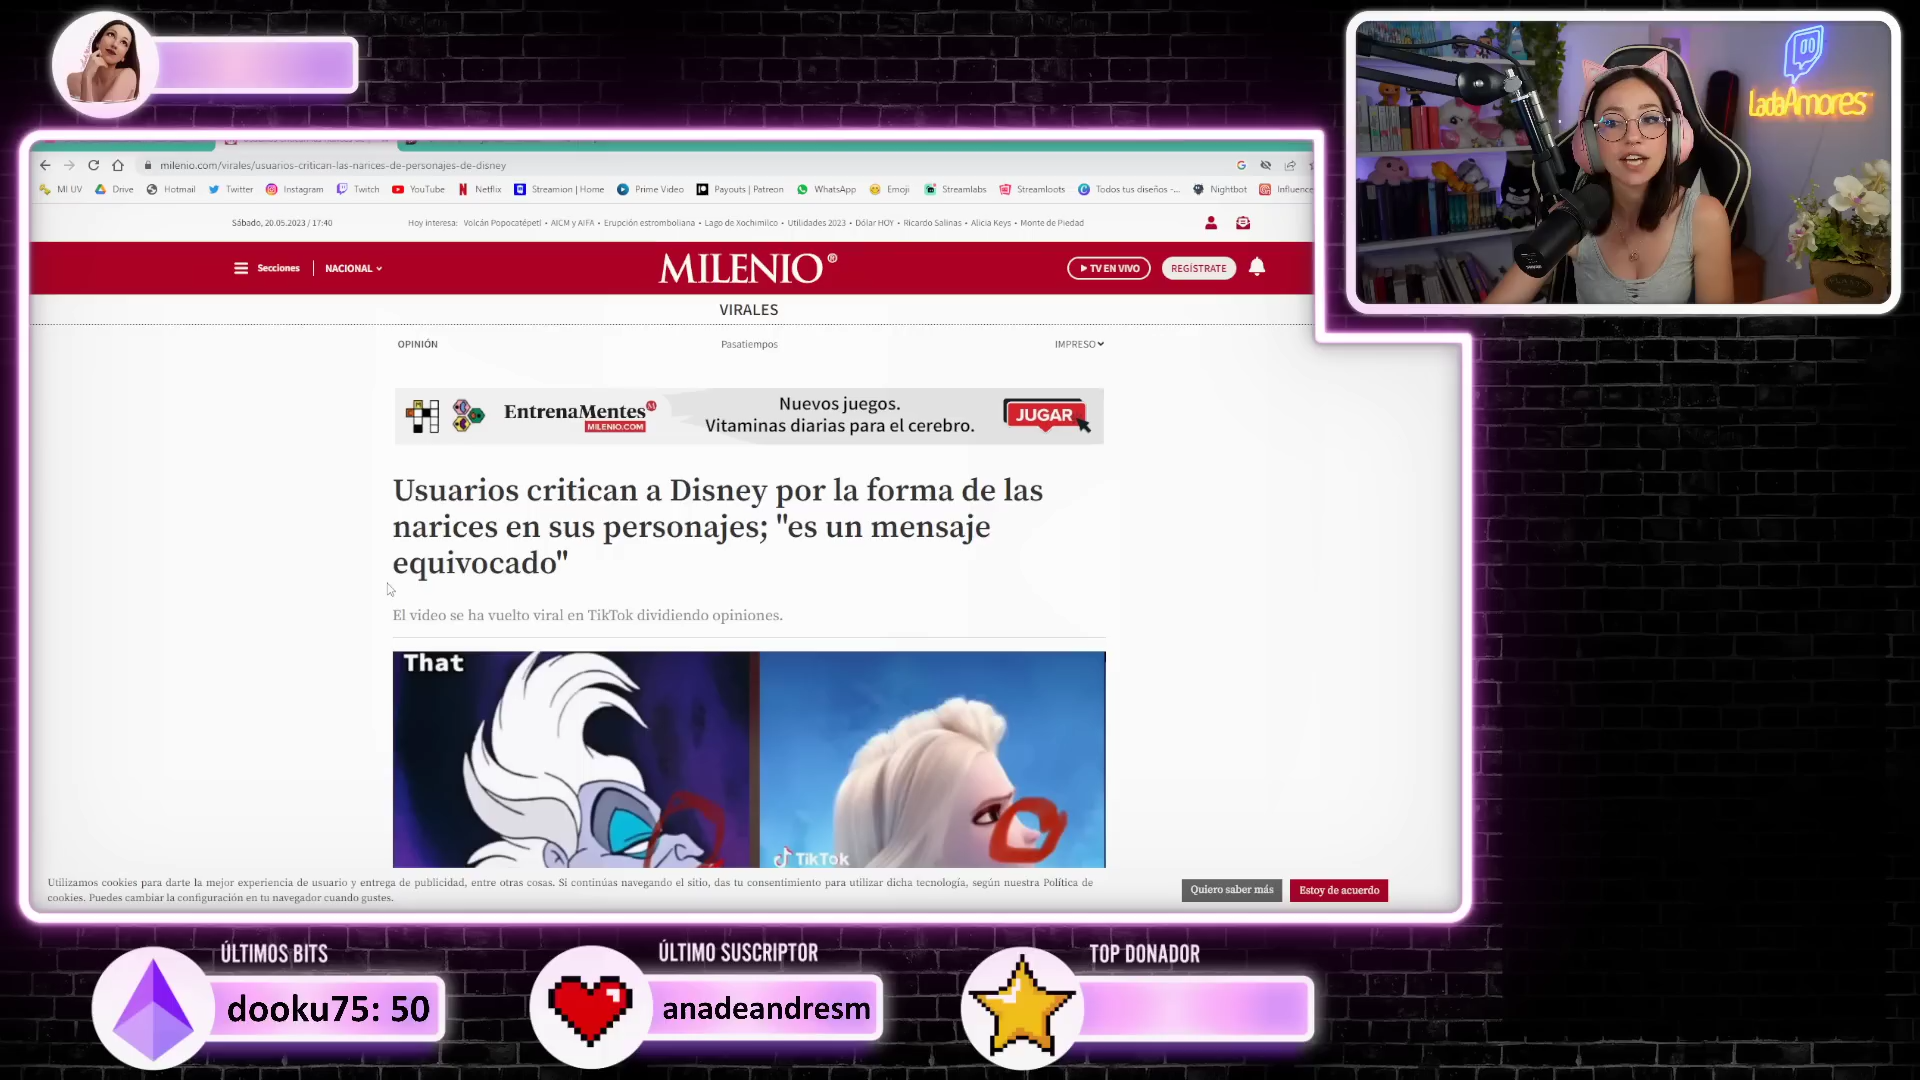 LadaAmores
milenio.com/virales/usuarios-critican-las-narices-de-personajes-de-disney
MI UV Drive Hotmail Twitter Instagram Twitch YouTube Netflix Streamion | Home Prime Video Payouts | Patreon WhatsApp Emoji Streamlabs Streamloots Todos tus diseños -... Nightbot Influence
Sábado, 20.05.2023 / 17:40
Hoy interesa: Volcán Popocatépetl • AICM y AIFA • Erupción estromboliana • Lago de Xochimilco • Utilidades 2023 • Dólar HOY • Ricardo Salinas • Alicia Keys • Monte de Piedad
Secciones | NACIONAL
MILENIO®
TV EN VIVO
REGÍSTRATE
VIRALES
OPINIÓN
Pasatiempos
IMPRESO
EntrenaMentes M
MILENIO.COM
Nuevos juegos.
Vitaminas diarias para el cerebro.
JUGAR
Usuarios critican a Disney por la forma de las
narices en sus personajes; "es un mensaje
equivocado"
El video se ha vuelto viral en TikTok dividiendo opiniones.
That
TikTok
Utilizamos cookies para darte la mejor experiencia de usuario y entrega de publicidad, entre otras cosas. Si continúas navegando el sitio, das tu consentimiento para utilizar dicha tecnología, según nuestra Política de
cookies. Puedes cambiar la configuración en tu navegador cuando gustes.
Quiero saber más
Estoy de acuerdo
ÚLTIMOS BITS
dooku75: 50
ÚLTIMO SUSCRIPTOR
anadeandresm
TOP DONADOR